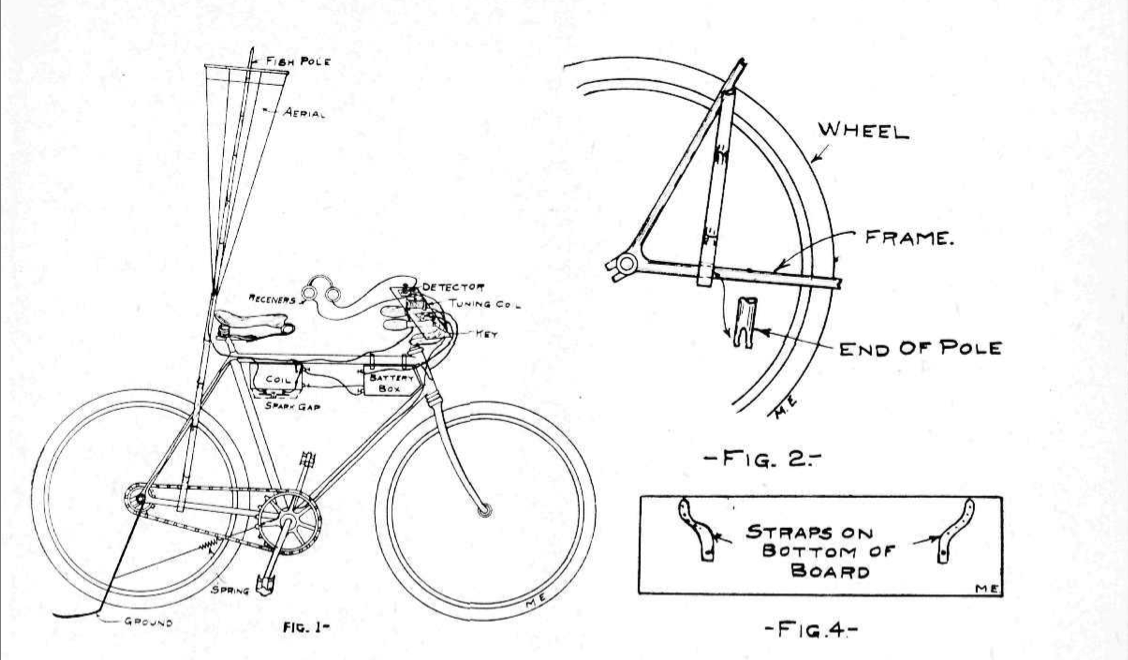 FISH POLE
AERIAL
RECEIVERS
DETECTOR
TUNING COIL
KEY
COIL
BATTERY
BOX
SPARK GAP
SPRING
GROUND
M E
FIG. 1-
WHEEL
FRAME.
END OF POLE
M.E
-FIG. 2.-
STRAPS ON
BOTTOM OF
BOARD
M E
-FIG.4-